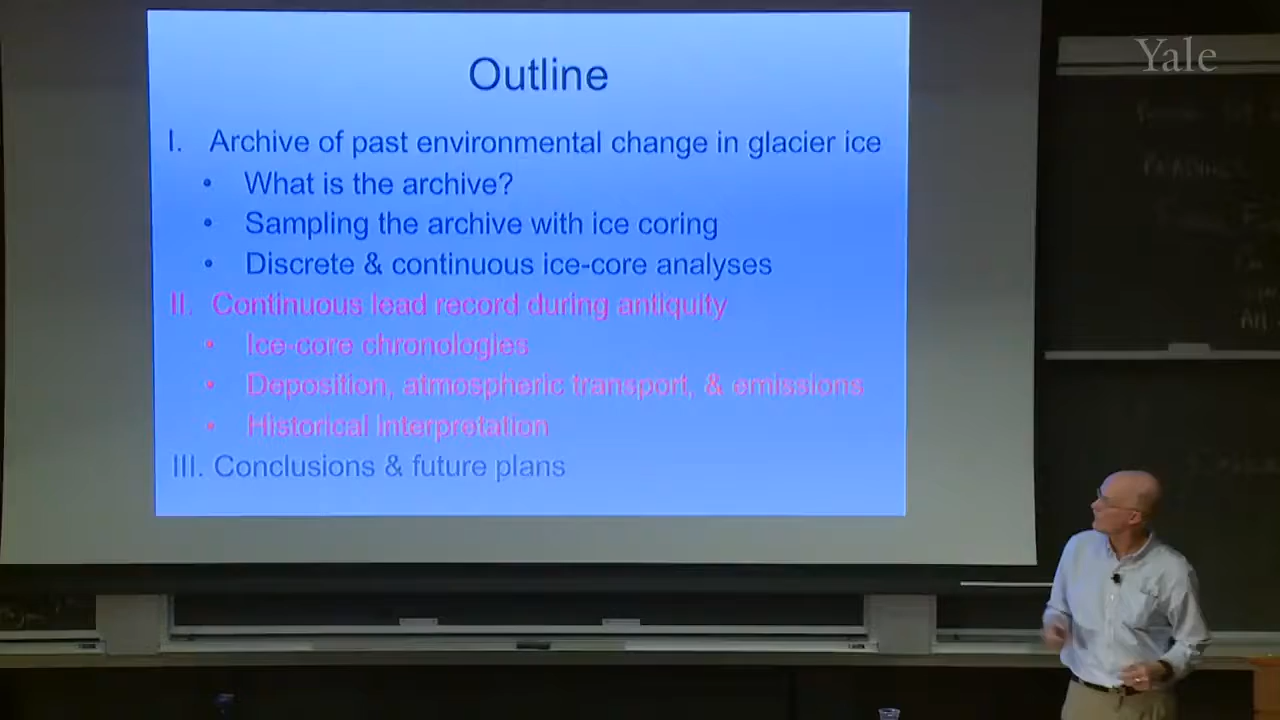 Yale
Outline
I. Archive of past environmental change in glacier ice
• What is the archive?
• Sampling the archive with ice coring
• Discrete & continuous ice-core analyses
II. Continuous lead record during antiquity
• Ice-core chronologies
• Deposition, atmospheric transport, & emissions
• Historical interpretation
III. Conclusions & future plans